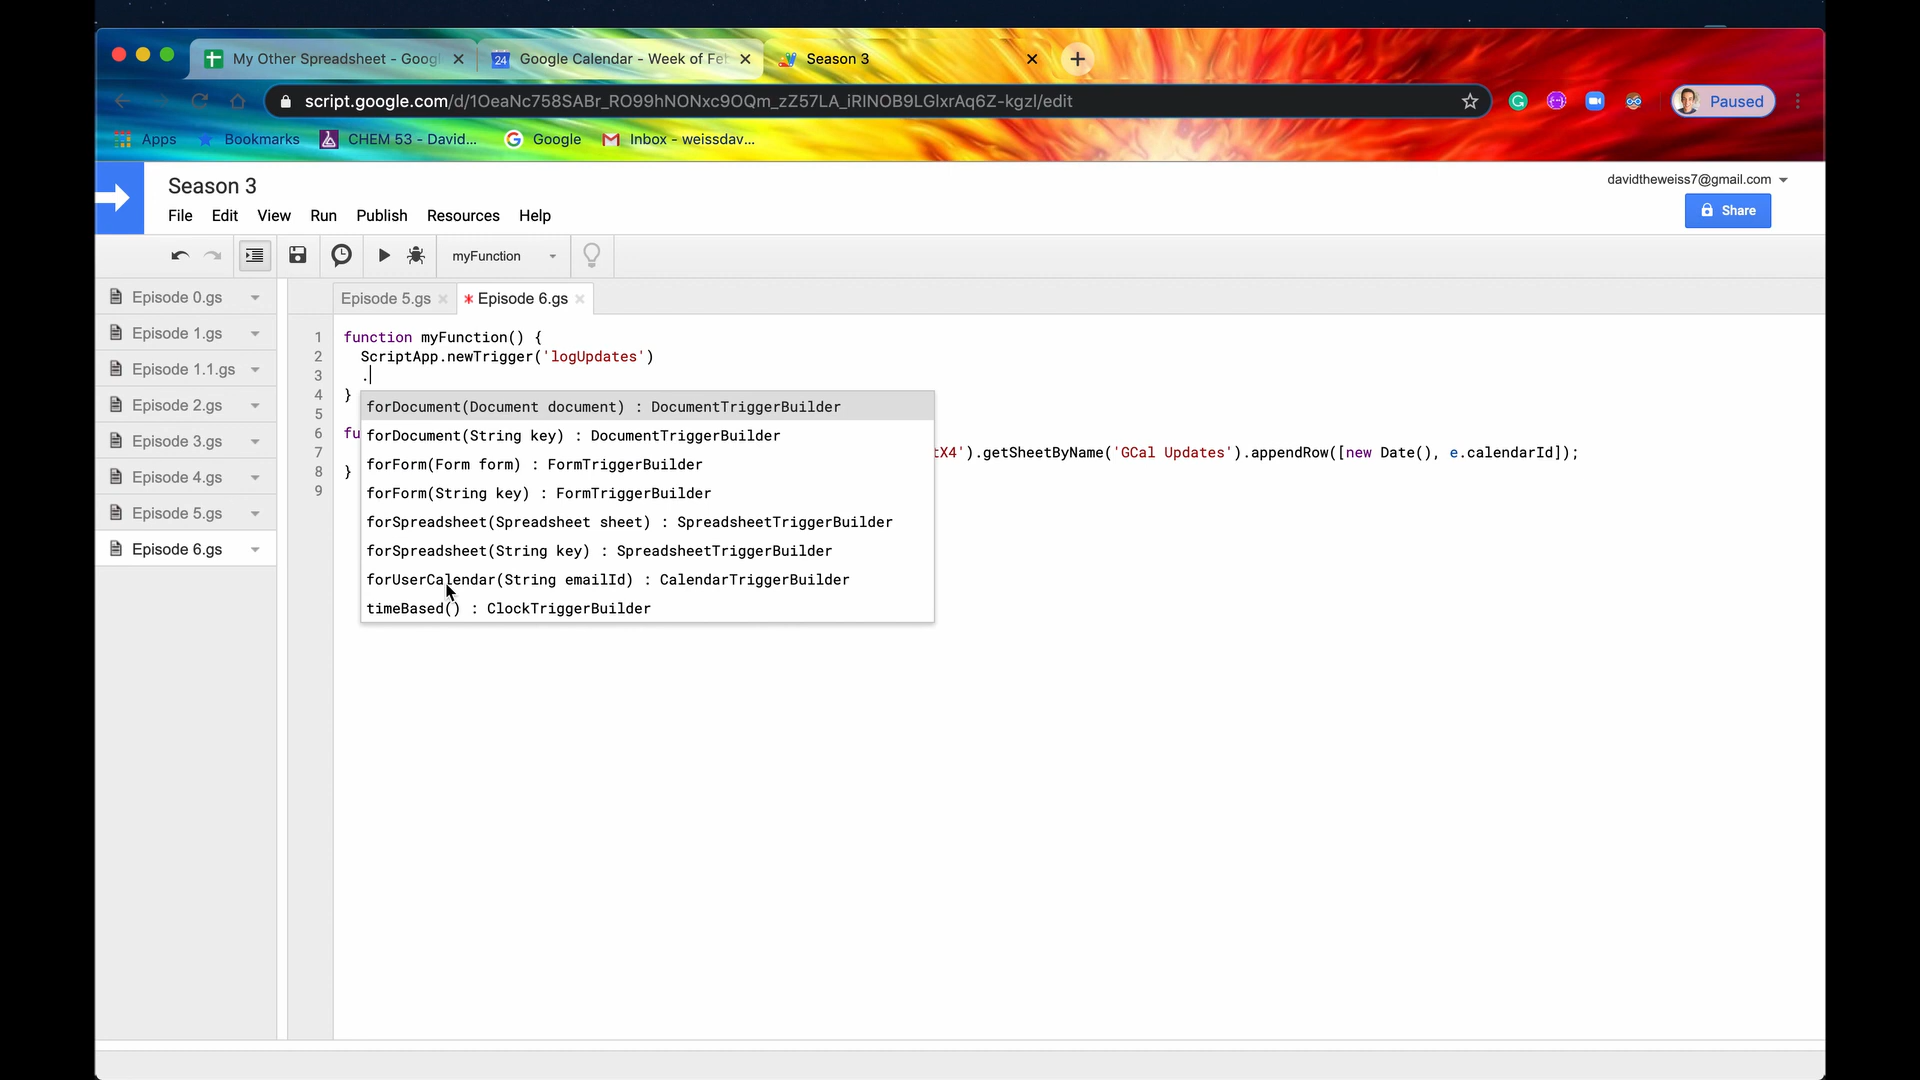 My Other Spreadsheet - Goog
Google Calendar - Week of Fe
Season 3
script.google.com/d/1OeaNc758SABr_RO99hNONxc9OQm_zZ57LA_iRINOB9LGlxrAq6Z-kgzl/edit
Paused
Apps
Bookmarks
CHEM 53 - David...
Google
Inbox - weissdav...
Season 3
davidtheweiss7@gmail.com
File Edit View Run Publish Resources Help
Share
myFunction
Episode 0.gs
Episode 1.gs
Episode 1.1.gs
Episode 2.gs
Episode 3.gs
Episode 4.gs
Episode 5.gs
Episode 6.gs
Episode 5.gs
* Episode 6.gs
1 function myFunction() {
2 ScriptApp.newTrigger('logUpdates')
3 .
4 }
5
6 fu
7 tX4').getSheetByName('GCal Updates').appendRow([new Date(), e.calendarId]);
8 }
9
forDocument(Document document) : DocumentTriggerBuilder
forDocument(String key) : DocumentTriggerBuilder
forForm(Form form) : FormTriggerBuilder
forForm(String key) : FormTriggerBuilder
forSpreadsheet(Spreadsheet sheet) : SpreadsheetTriggerBuilder
forSpreadsheet(String key) : SpreadsheetTriggerBuilder
forUserCalendar(String emailId) : CalendarTriggerBuilder
timeBased() : ClockTriggerBuilder